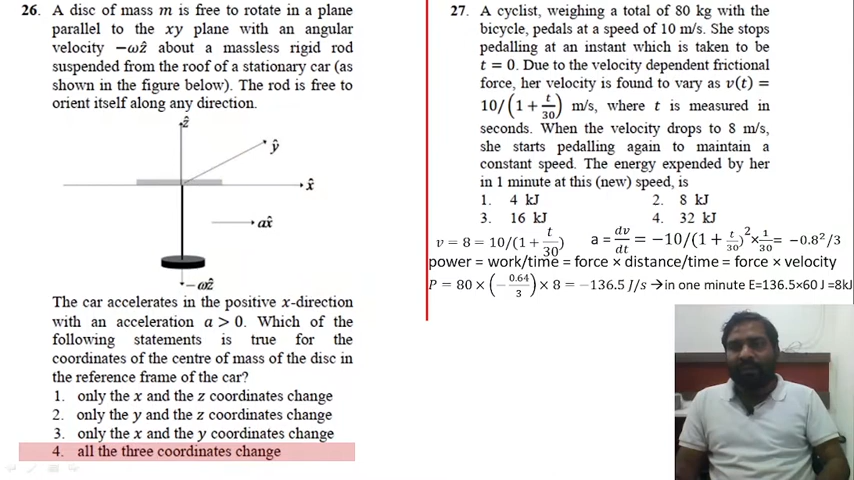 26. A disc of mass m is free to rotate in a plane
parallel to the xy plane with an angular
velocity −ωẑ about a massless rigid rod
suspended from the roof of a stationary car (as
shown in the figure below). The rod is free to
orient itself along any direction.
ẑ
ŷ
x̂
ax̂
−ωẑ
The car accelerates in the positive x-direction
with an acceleration a > 0. Which of the
following statements is true for the
coordinates of the centre of mass of the disc in
the reference frame of the car?
1. only the x and the z coordinates change
2. only the y and the z coordinates change
3. only the x and the y coordinates change
4. all the three coordinates change
27. A cyclist, weighing a total of 80 kg with the
bicycle, pedals at a speed of 10 m/s. She stops
pedalling at an instant which is taken to be
t = 0. Due to the velocity dependent frictional
force, her velocity is found to vary as v(t) =
10/(1 + t/30) m/s, where t is measured in
seconds. When the velocity drops to 8 m/s,
she starts pedalling again to maintain a
constant speed. The energy expended by her
in 1 minute at this (new) speed, is
1. 4 kJ 2. 8 kJ
3. 16 kJ 4. 32 kJ
v = 8 = 10/(1 + t/30) a = dv/dt = −10/(1 + t/30)²×1/30= −0.8²/3
power = work/time = force × distance/time = force × velocity
P = 80 × (−0.64/3) × 8 = −136.5 J/s →in one minute E=136.5×60 J =8kJ